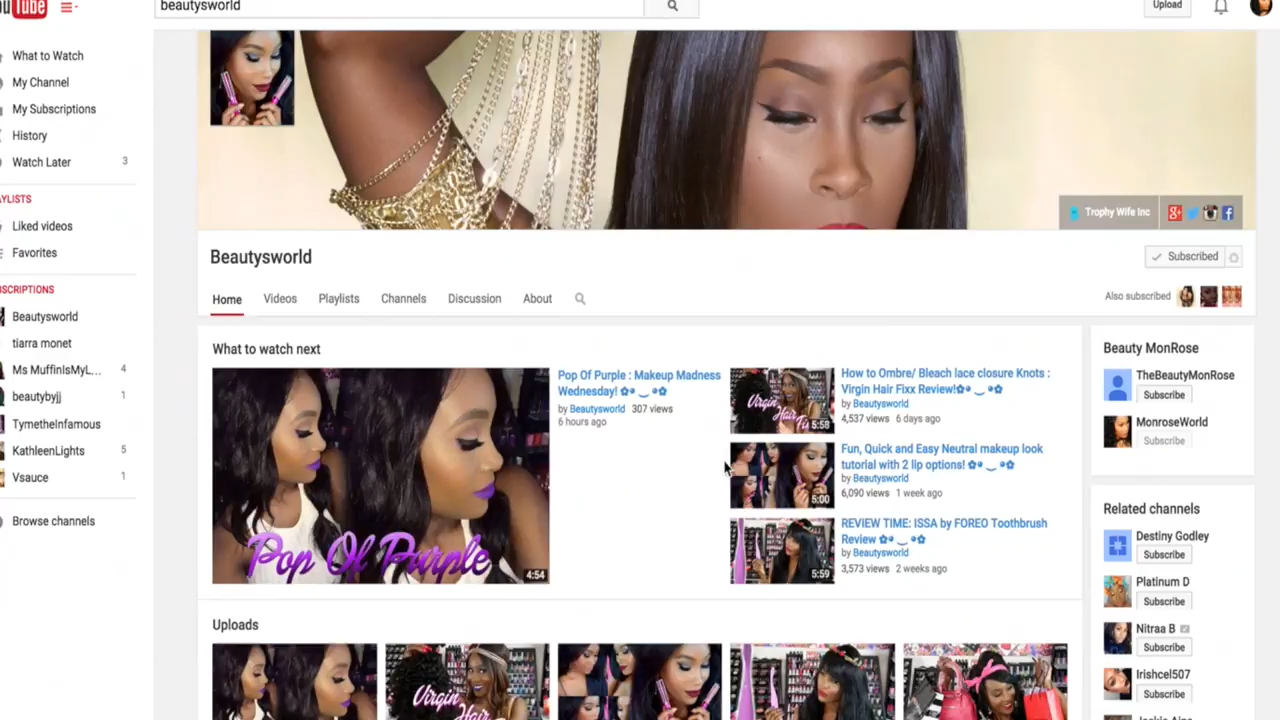 You Tube
beautysworld
Upload
What to Watch
My Channel
My Subscriptions
History
Watch Later 3
Liked videos
Favorites
Beautysworld
tiarra monet
Ms MuffinIsMyL... 4
beautybyjj 1
TymetheInfamous
KathleenLights 5
Vsauce 1
Browse channels
Trophy Wife Inc
Beautysworld
Subscribed
Home Videos Playlists Channels Discussion About
Also subscribed
What to watch next
Pop Of Purple
4:54
Pop Of Purple : Makeup Madness
Wednesday! ✿◕ ‿ ◕✿
by Beautysworld 307 views
6 hours ago
Virgin
Hair
5:58
How to Ombre/ Bleach lace closure Knots :
Virgin Hair Fixx Review!✿◕ ‿ ◕✿
by Beautysworld
4,537 views 6 days ago
5:00
Fun, Quick and Easy Neutral makeup look
tutorial with 2 lip options! ✿◕ ‿ ◕✿
by Beautysworld
6,090 views 1 week ago
5:59
REVIEW TIME: ISSA by FOREO Toothbrush
Review ✿◕ ‿ ◕✿
by Beautysworld
3,573 views 2 weeks ago
Uploads
Virgin
Hair
Beauty MonRose
TheBeautyMonRose
Subscribe
MonroseWorld
Subscribe
Related channels
Destiny Godley
Subscribe
Platinum D
Subscribe
Nitraa B
Subscribe
Irishcel507
Subscribe